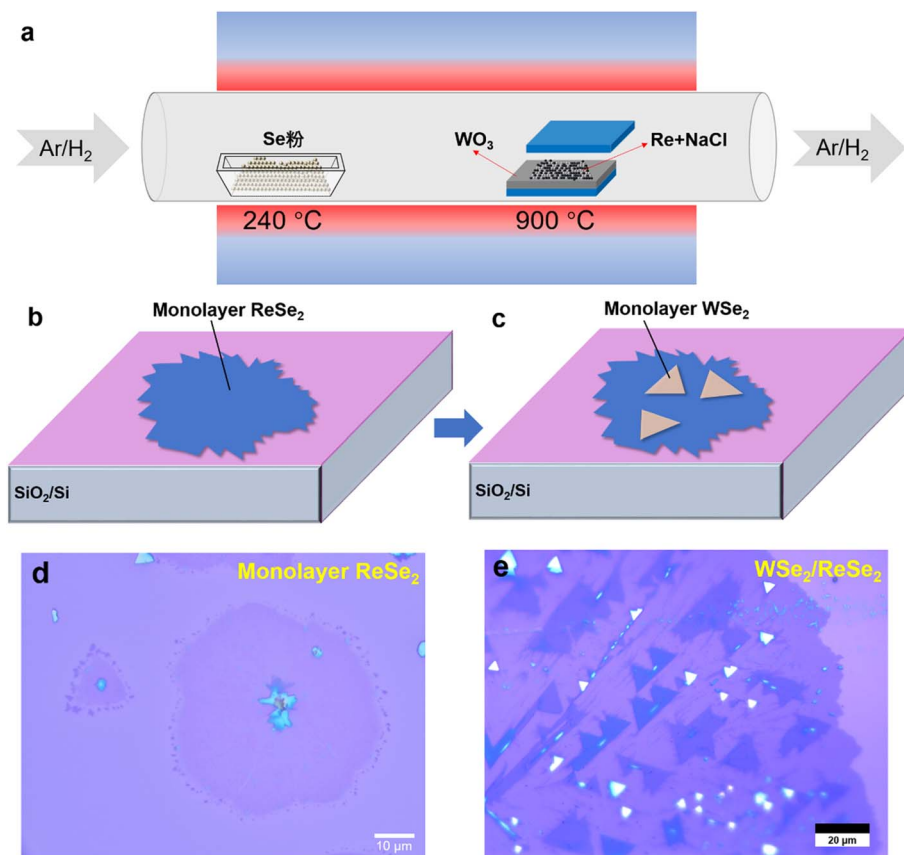 a
Ar/H₂
Se粉
WO₃
Re+NaCl
Ar/H₂
240 °C
900 °C
b
Monolayer ReSe₂
SiO₂/Si
c
Monolayer WSe₂
SiO₂/Si
d
Monolayer ReSe₂
10 μm
e
WSe₂/ReSe₂
20 μm